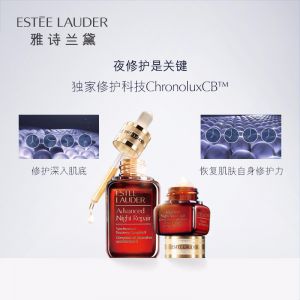 ESTĒE LAUDER
雅诗兰黛
夜修护是关键
独家修护科技ChronoluxCB™
修护深入肌底
恢复肌肤自身修护力
ESTĒE
LAUDER
Advanced
Night Repair
Synchronized